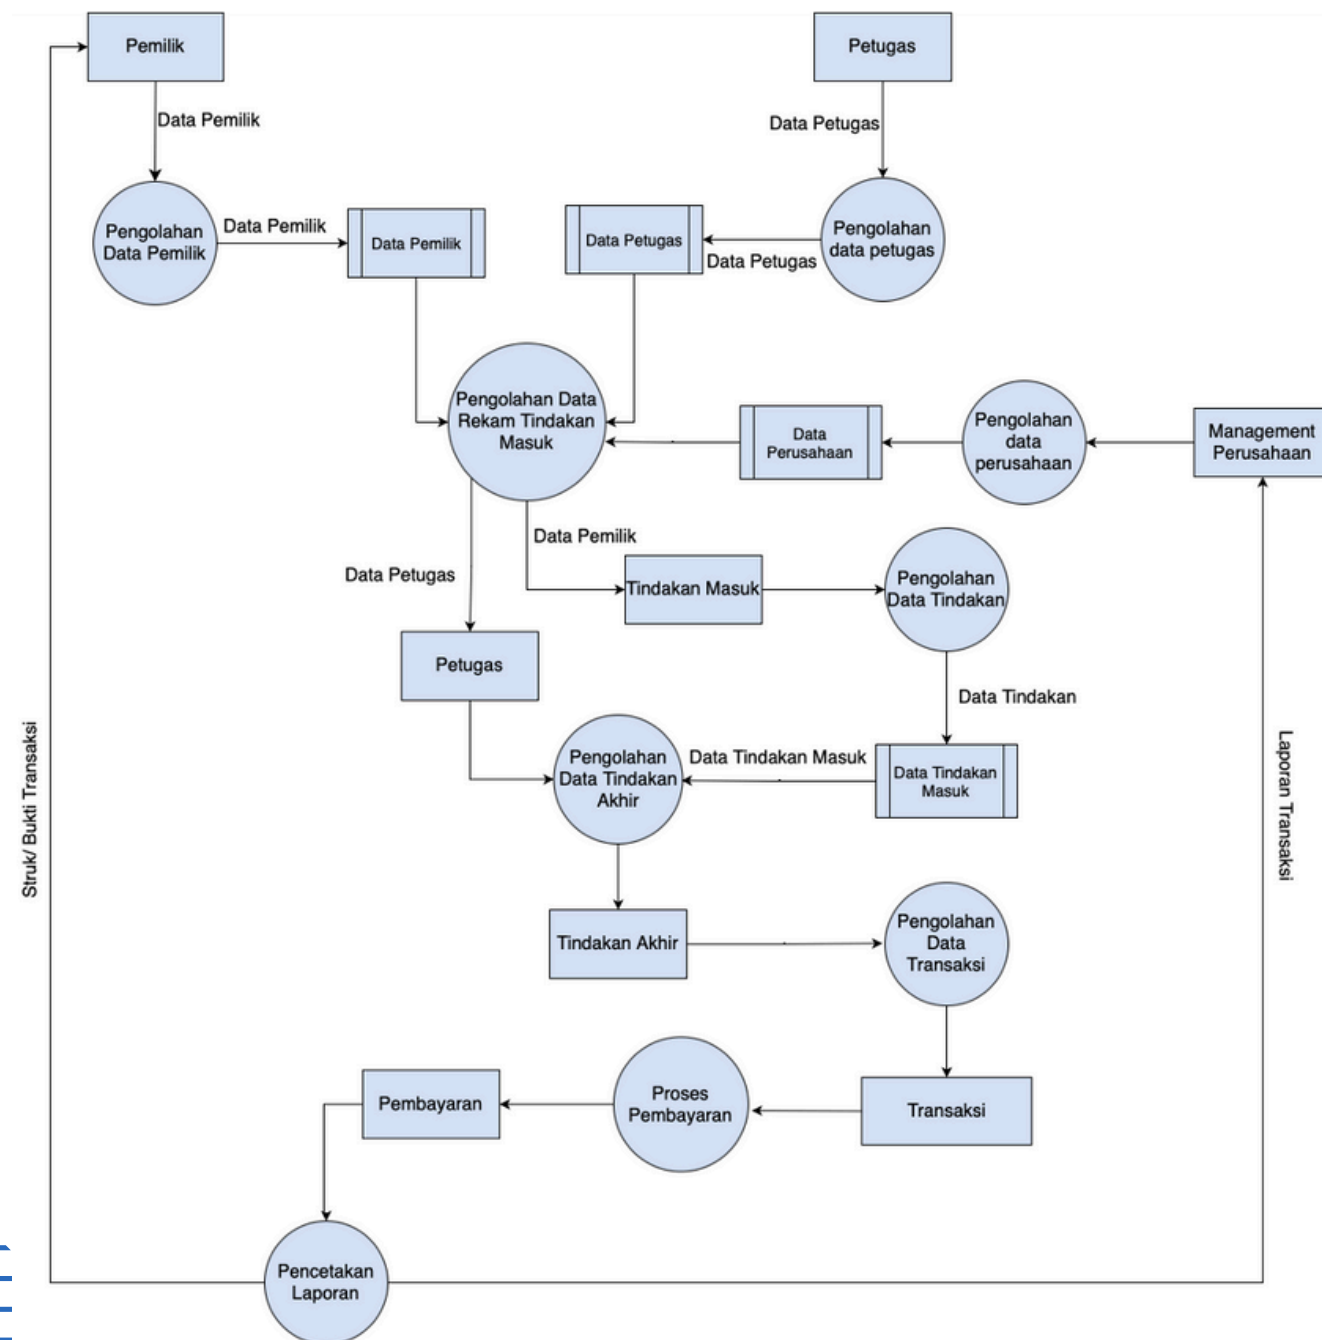 Pemilik
Petugas
Data Pemilik
Data Petugas
Pengolahan
Data Pemilik
Data Pemilik
Data Pemilik
Data Petugas
Data Petugas
Pengolahan
data petugas
Pengolahan Data
Rekam Tindakan
Masuk
Data
Perusahaan
Pengolahan
data
perusahaan
Management
Perusahaan
Data Pemilik
Data Petugas
Tindakan Masuk
Pengolahan
Data Tindakan
Petugas
Data Tindakan
Pengolahan
Data Tindakan
Akhir
Data Tindakan Masuk
Data Tindakan
Masuk
Struk/ Bukti Transaksi
Laporan Transaksi
Tindakan Akhir
Pengolahan
Data
Transaksi
Pembayaran
Proses
Pembayaran
Transaksi
Pencetakan
Laporan